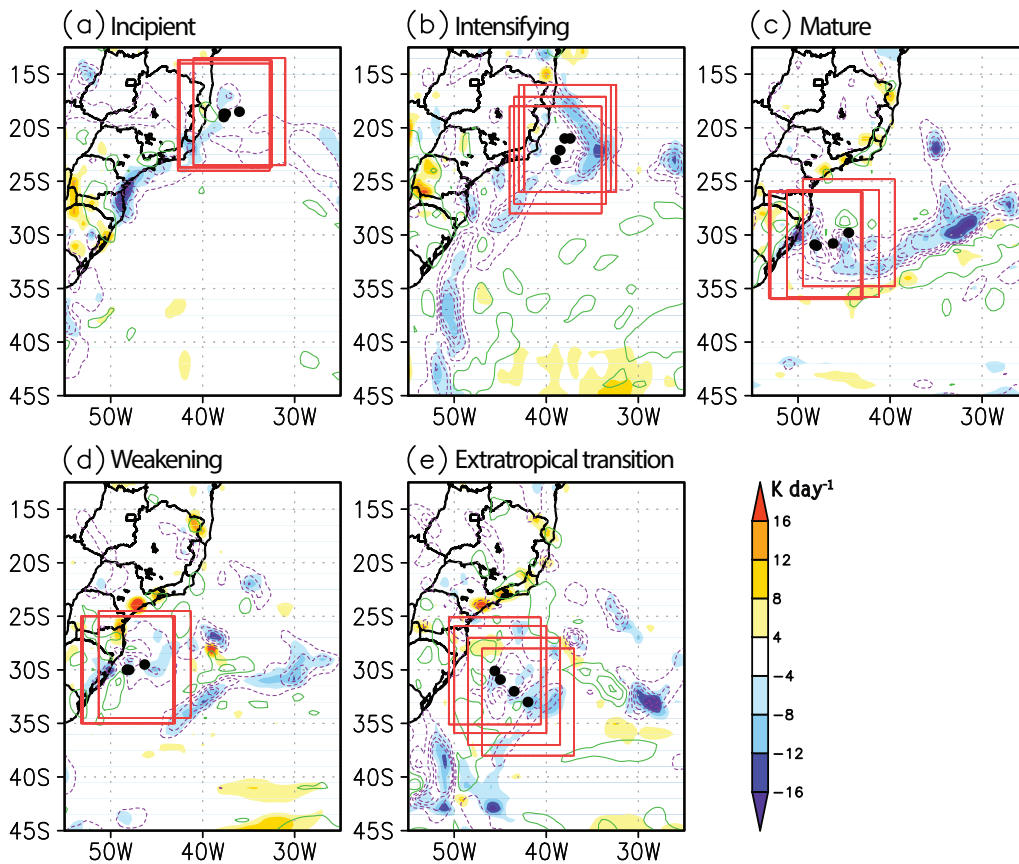 (a) Incipient
(b) Intensifying
(c) Mature
15S
20S
25S
30S
35S
40S
45S
50W 40W 30W
15S
20S
25S
30S
35S
40S
45S
50W 40W 30W
15S
20S
25S
30S
35S
40S
45S
50W 40W 30W
(d) Weakening
(e) Extratropical transition
15S
20S
25S
30S
35S
40S
45S
50W 40W 30W
15S
20S
25S
30S
35S
40S
45S
50W 40W 30W
K day-1
16
12
8
4
-4
-8
-12
-16